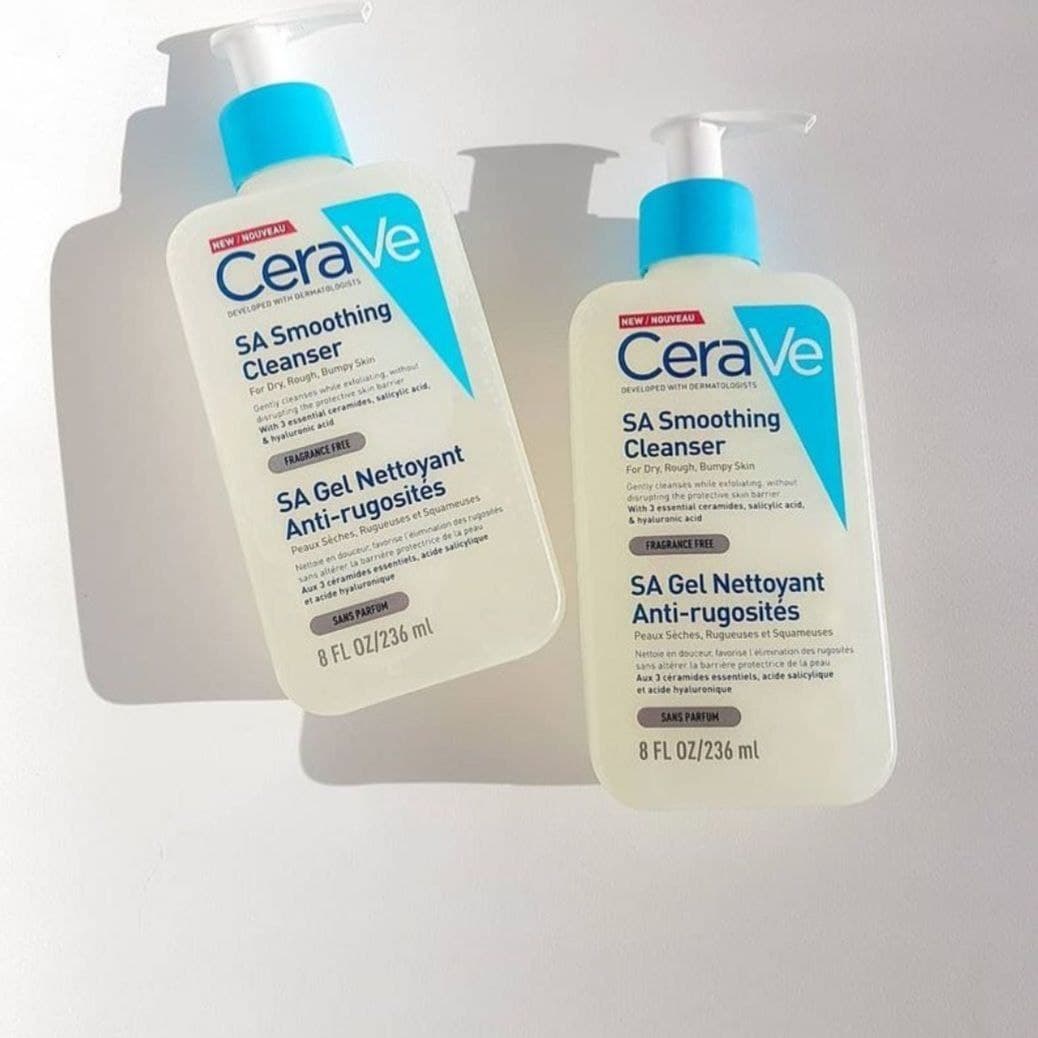 NEW / NOUVEAU
CeraVe
DEVELOPED WITH DERMATOLOGISTS
SA Smoothing
Cleanser
For Dry, Rough, Bumpy Skin
Gently cleanses while exfoliating, without
disrupting the protective skin barrier
With 3 essential ceramides, salicylic acid,
& hyaluronic acid
FRAGRANCE FREE
SA Gel Nettoyant
Anti-rugosités
Peaux Sèches, Rugueuses et Squameuses
Nettoie en douceur, favorise l'élimination des rugosités
sans altérer la barrière protectrice de la peau
Aux 3 céramides essentiels, acide salicylique
et acide hyaluronique
SANS PARFUM
8 FL OZ/236 ml
NEW / NOUVEAU
CeraVe
DEVELOPED WITH DERMATOLOGISTS
SA Smoothing
Cleanser
For Dry, Rough, Bumpy Skin
Gently cleanses while exfoliating, without
disrupting the protective skin barrier
With 3 essential ceramides, salicylic acid,
& hyaluronic acid
FRAGRANCE FREE
SA Gel Nettoyant
Anti-rugosités
Peaux Sèches, Rugueuses et Squameuses
Nettoie en douceur, favorise l'élimination des rugosités
sans altérer la barrière protectrice de la peau
Aux 3 céramides essentiels, acide salicylique
et acide hyaluronique
SANS PARFUM
8 FL OZ/236 ml